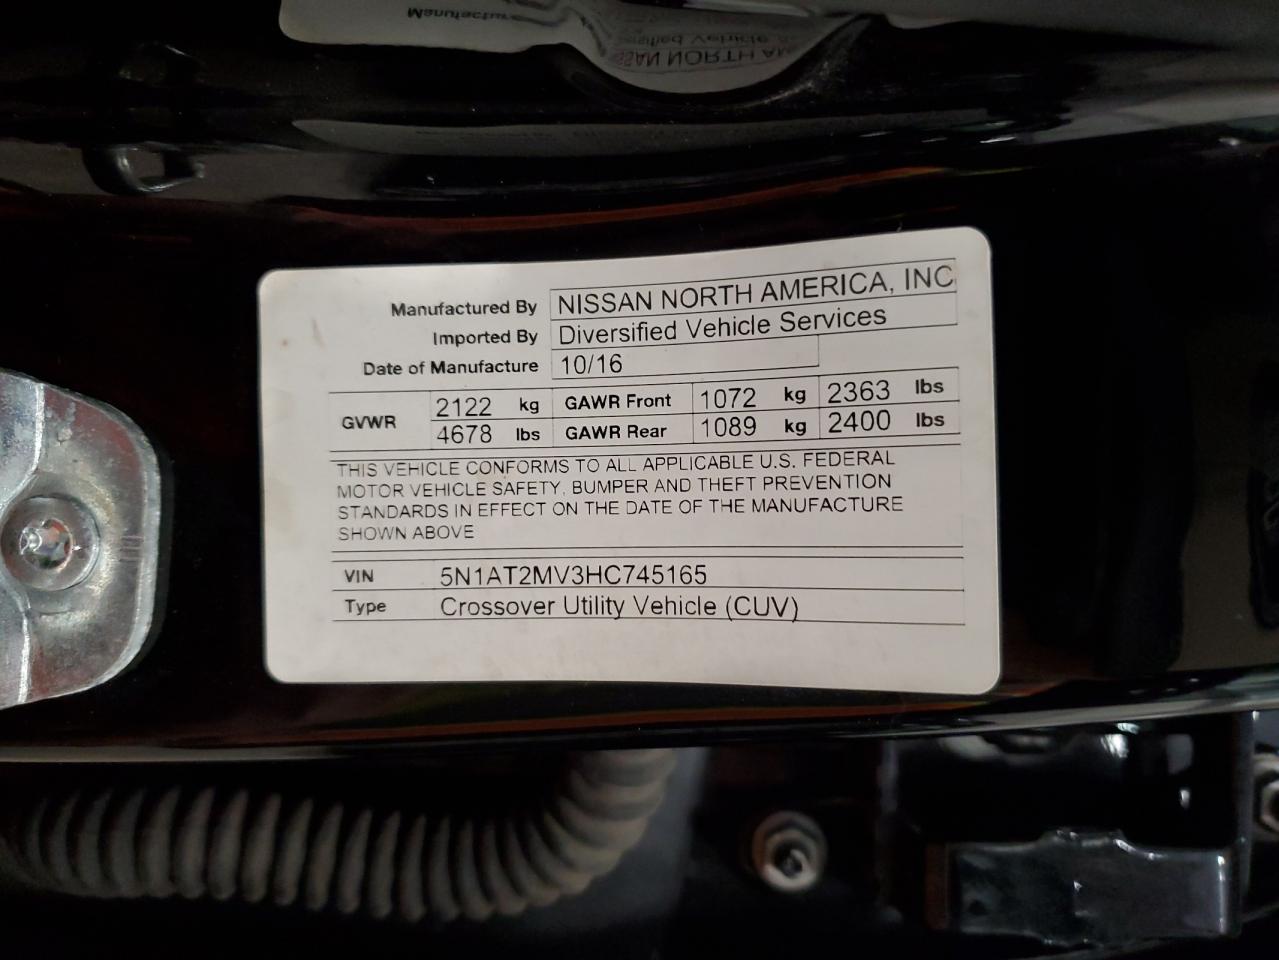 Manufactured By NISSAN NORTH AMERICA, INC
Imported By Diversified Vehicle Services
Date of Manufacture 10/16
GVWR 2122 kg GAWR Front 1072 kg 2363 lbs
4678 lbs GAWR Rear 1089 kg 2400 lbs
THIS VEHICLE CONFORMS TO ALL APPLICABLE U.S. FEDERAL
MOTOR VEHICLE SAFETY, BUMPER AND THEFT PREVENTION
STANDARDS IN EFFECT ON THE DATE OF THE MANUFACTURE
SHOWN ABOVE
VIN 5N1AT2MV3HC745165
Type Crossover Utility Vehicle (CUV)